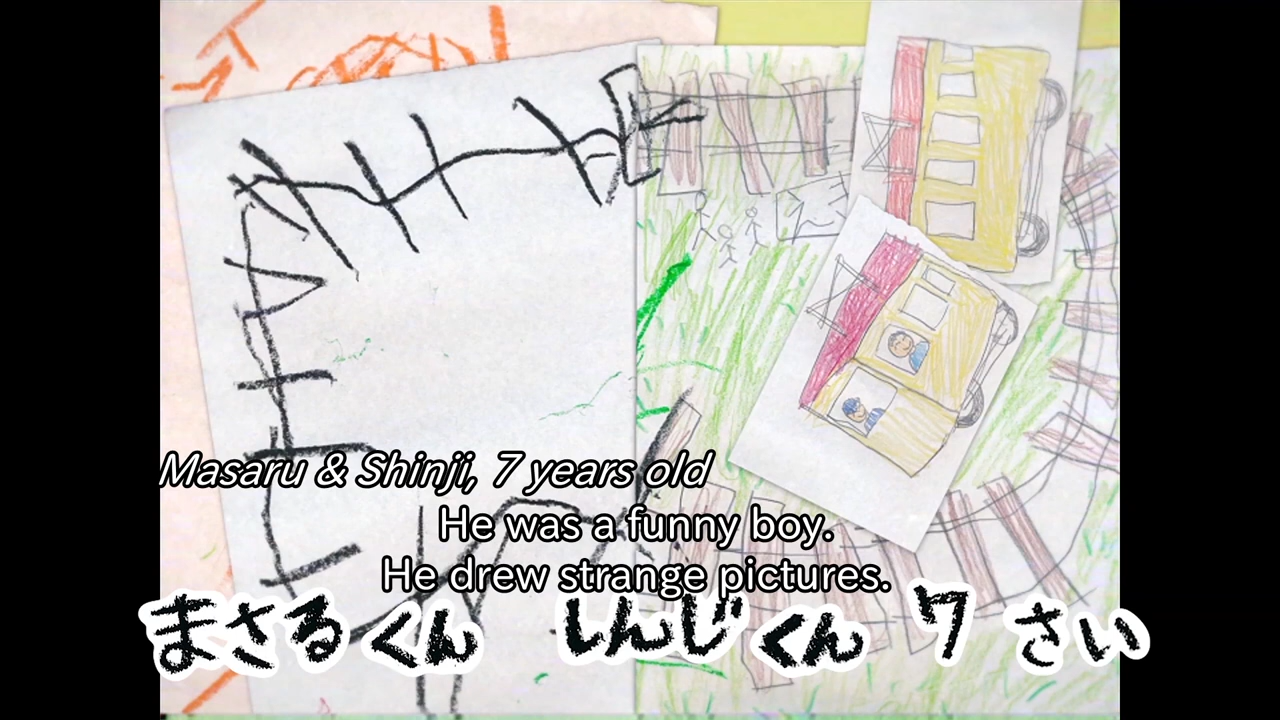 Masaru & Shinji, 7 years old
He was a funny boy.
He drew strange pictures.
まさるくん しんじくん 7さい